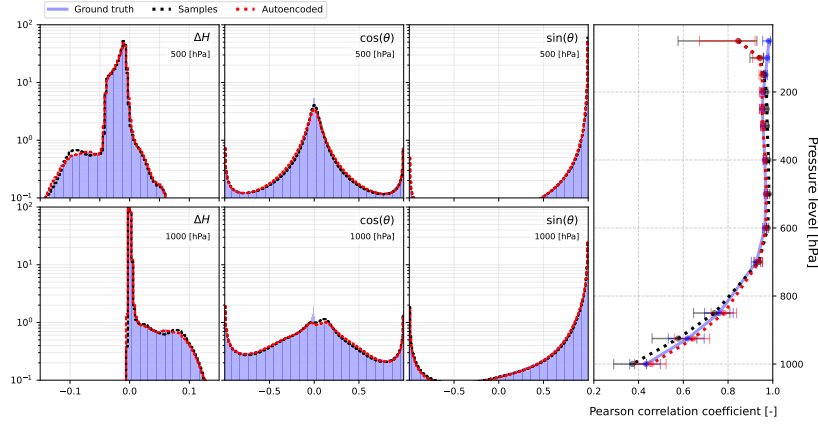 Ground truth Samples Autoencoded
ΔH cos(θ) sin(θ)
500 [hPa] 500 [hPa] 500 [hPa]
10²
10¹
10⁰
10⁻¹
ΔH cos(θ) sin(θ)
1000 [hPa] 1000 [hPa] 1000 [hPa]
10²
10¹
10⁰
10⁻¹
−0.1 0.0 0.1 −0.5 0.0 0.5 −0.5 0.0 0.5 0.2 0.4 0.6 0.8 1.0
200
400
600
800
1000
Pressure level [hPa]
Pearson correlation coefficient [-]